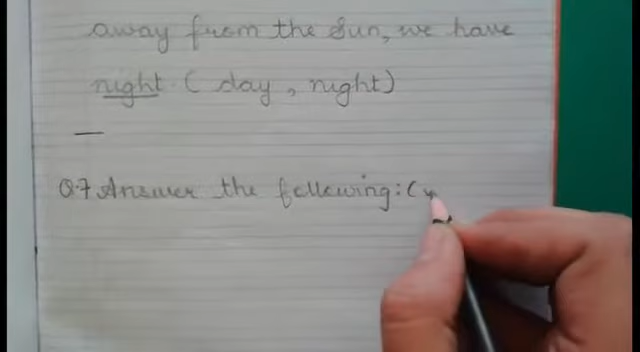 away from the Sun, we have
night. (day, night)
Q.7 Answer the following: (